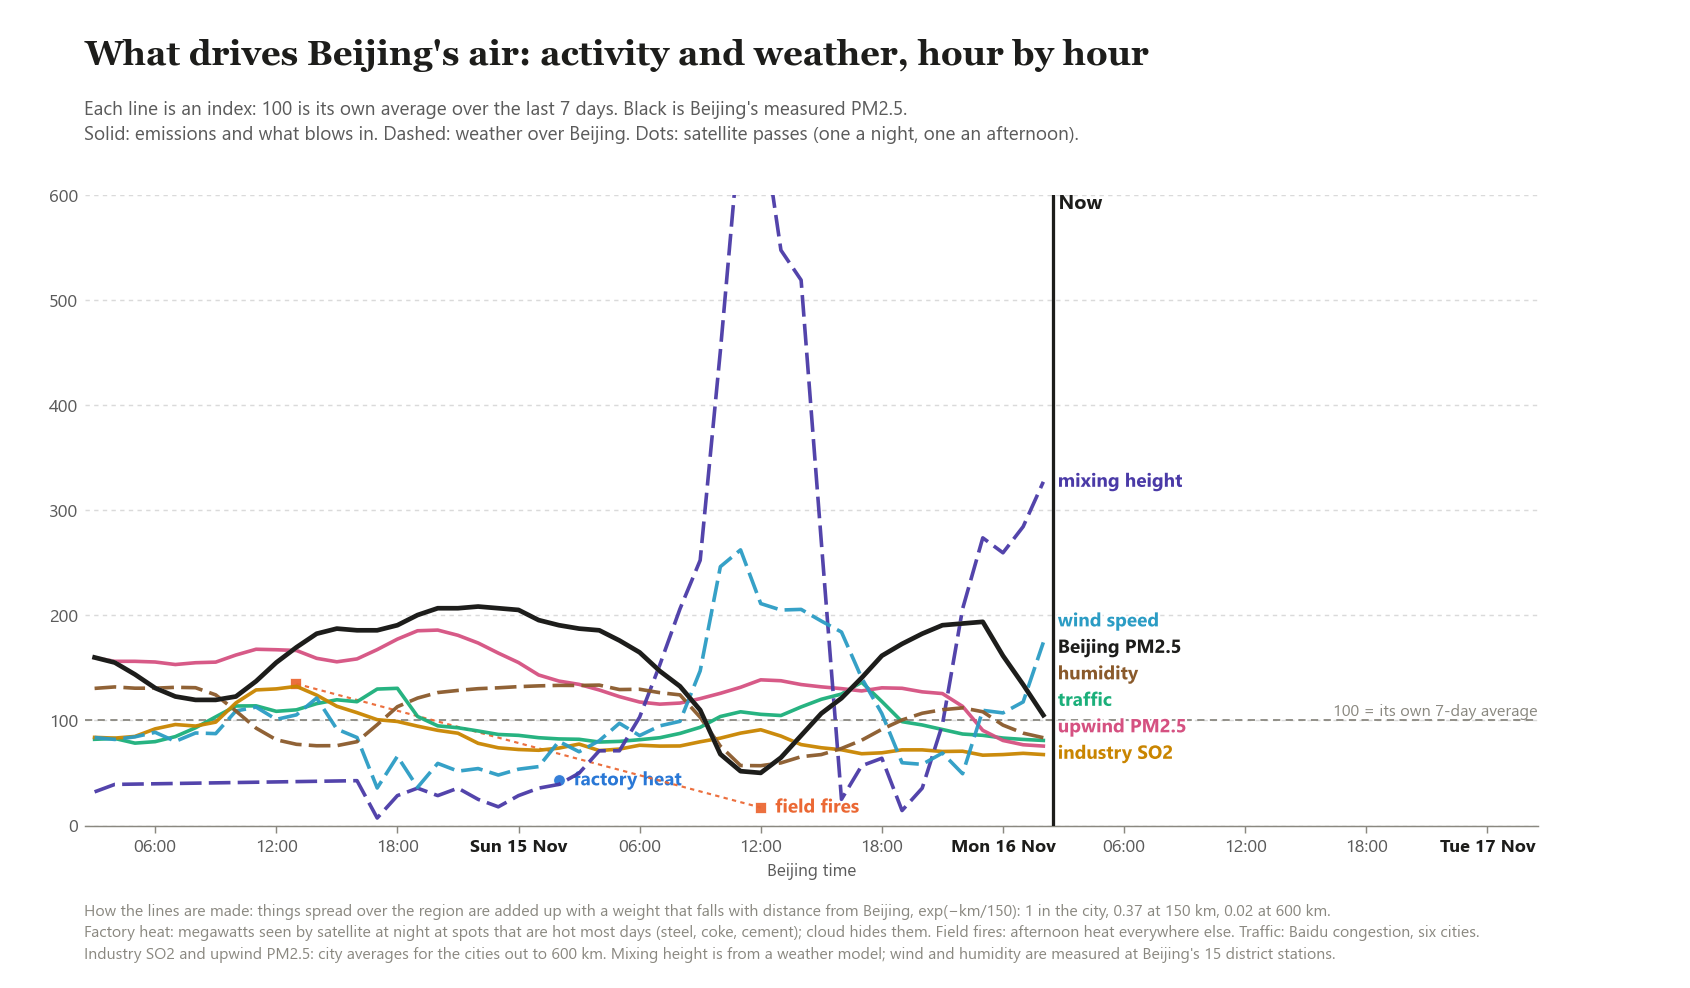 What drives Beijing's air: activity and weather, hour by hour
Each line is an index: 100 is its own average over the last 7 days. Black is Beijing's measured PM2.5.
Solid: emissions and what blows in. Dashed: weather over Beijing. Dots: satellite passes (one a night, one an afternoon).
600
Now
500
400
300
mixing height
200
wind speed
Beijing PM2.5
humidity
traffic
100 = its own 7-day average
100
upwind PM2.5
industry SO2
factory heat
field fires
0
06:00 12:00 18:00 Sun 15 Nov 06:00 12:00 18:00 Mon 16 Nov 06:00 12:00 18:00 Tue 17 Nov
Beijing time
How the lines are made: things spread over the region are added up with a weight that falls with distance from Beijing, exp(−km/150): 1 in the city, 0.37 at 150 km, 0.02 at 600 km.
Factory heat: megawatts seen by satellite at night at spots that are hot most days (steel, coke, cement); cloud hides them. Field fires: afternoon heat everywhere else. Traffic: Baidu congestion, six cities.
Industry SO2 and upwind PM2.5: city averages for the cities out to 600 km. Mixing height is from a weather model; wind and humidity are measured at Beijing's 15 district stations.